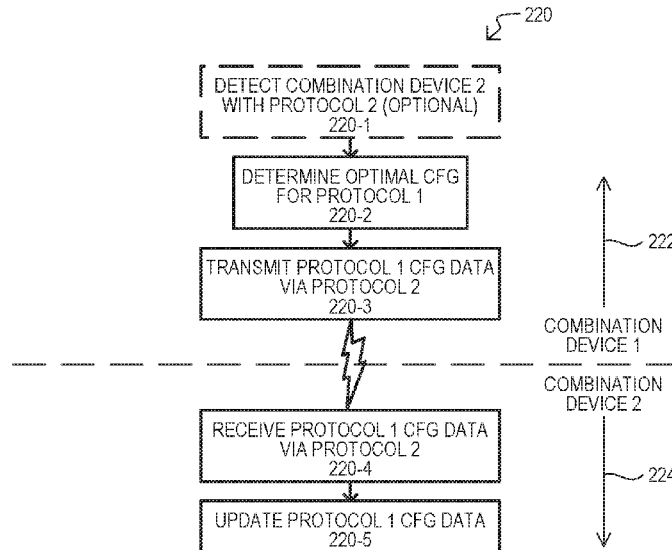 220
DETECT COMBINATION DEVICE 2
WITH PROTOCOL 2 (OPTIONAL)
220-1
DETERMINE OPTIMAL CFG
FOR PROTOCOL 1
220-2
222
TRANSMIT PROTOCOL 1 CFG DATA
VIA PROTOCOL 2
220-3
COMBINATION
DEVICE 1
COMBINATION
DEVICE 2
RECEIVE PROTOCOL 1 CFG DATA
VIA PROTOCOL 2
220-4
224
UPDATE PROTOCOL 1 CFG DATA
220-5